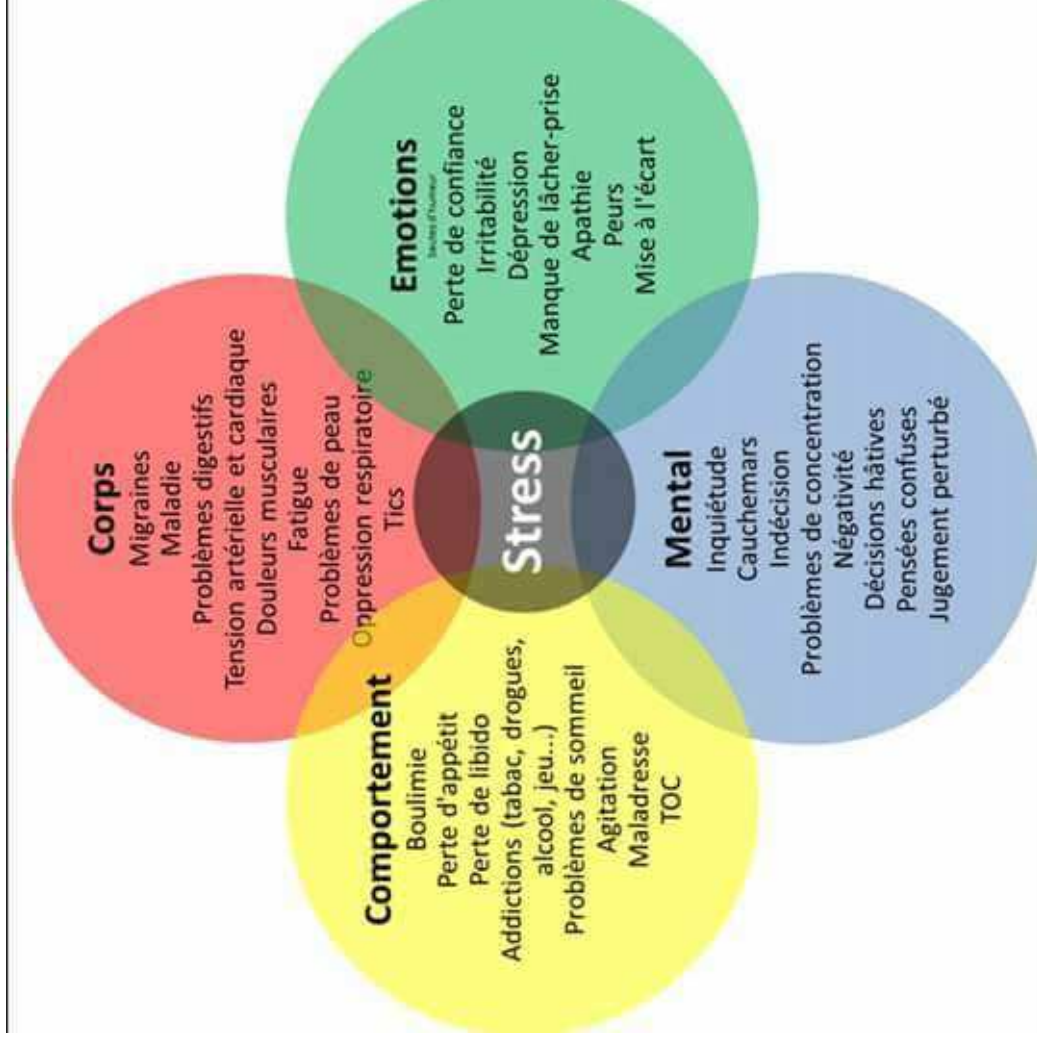 Corps
Migraines
Maladie
Problèmes digestifs
Tension artérielle et cardiaque
Douleurs musculaires
Fatigue
Problèmes de peau
Oppression respiratoire
Tics
Comportement
Boulimie
Perte d'appétit
Perte de libido
Addictions (tabac, drogues,
alcool, jeu...)
Problèmes de sommeil
Agitation
Maladresse
TOC
Stress
Emotions
Sautes d'humeur
Perte de confiance
Irritabilité
Dépression
Manque de lâcher-prise
Apathie
Peurs
Mise à l'écart
Mental
Inquiétude
Cauchemars
Indécision
Problèmes de concentration
Négativité
Décisions hâtives
Pensées confuses
Jugement perturbé